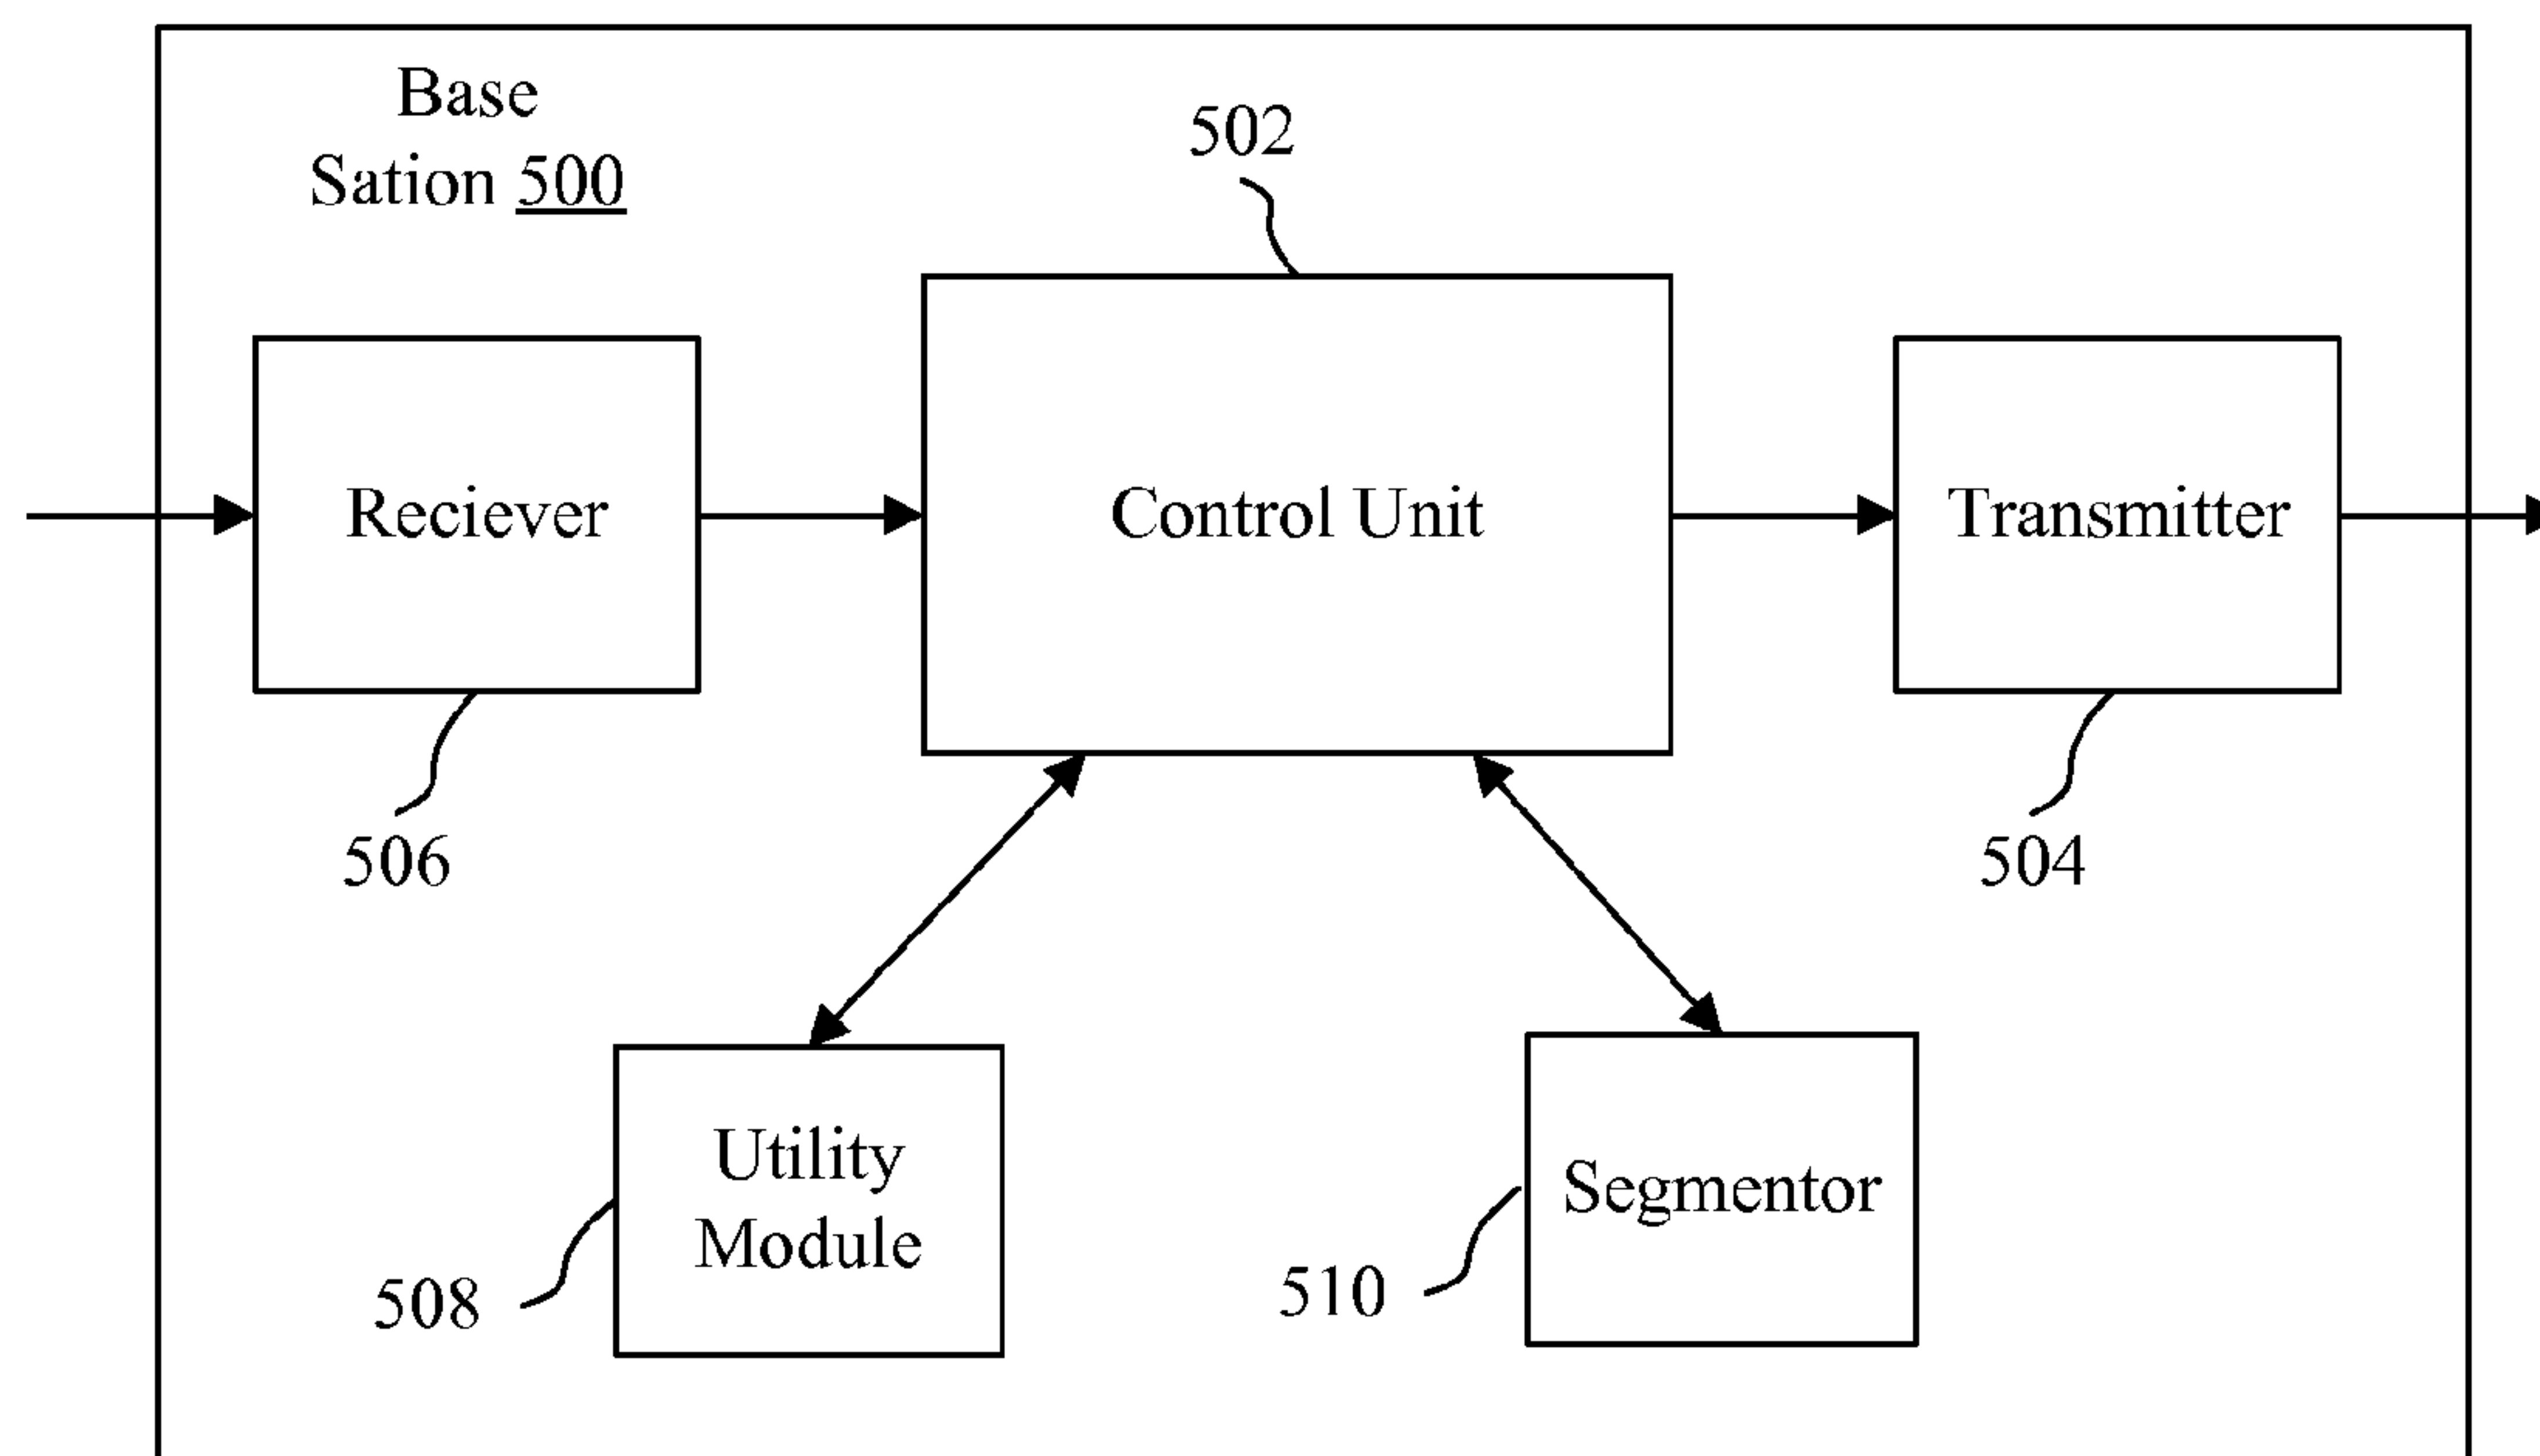 Base
Sation 500
502
Reciever
Control Unit
Transmitter
506
504
Utility
Module
Segmentor
508
510